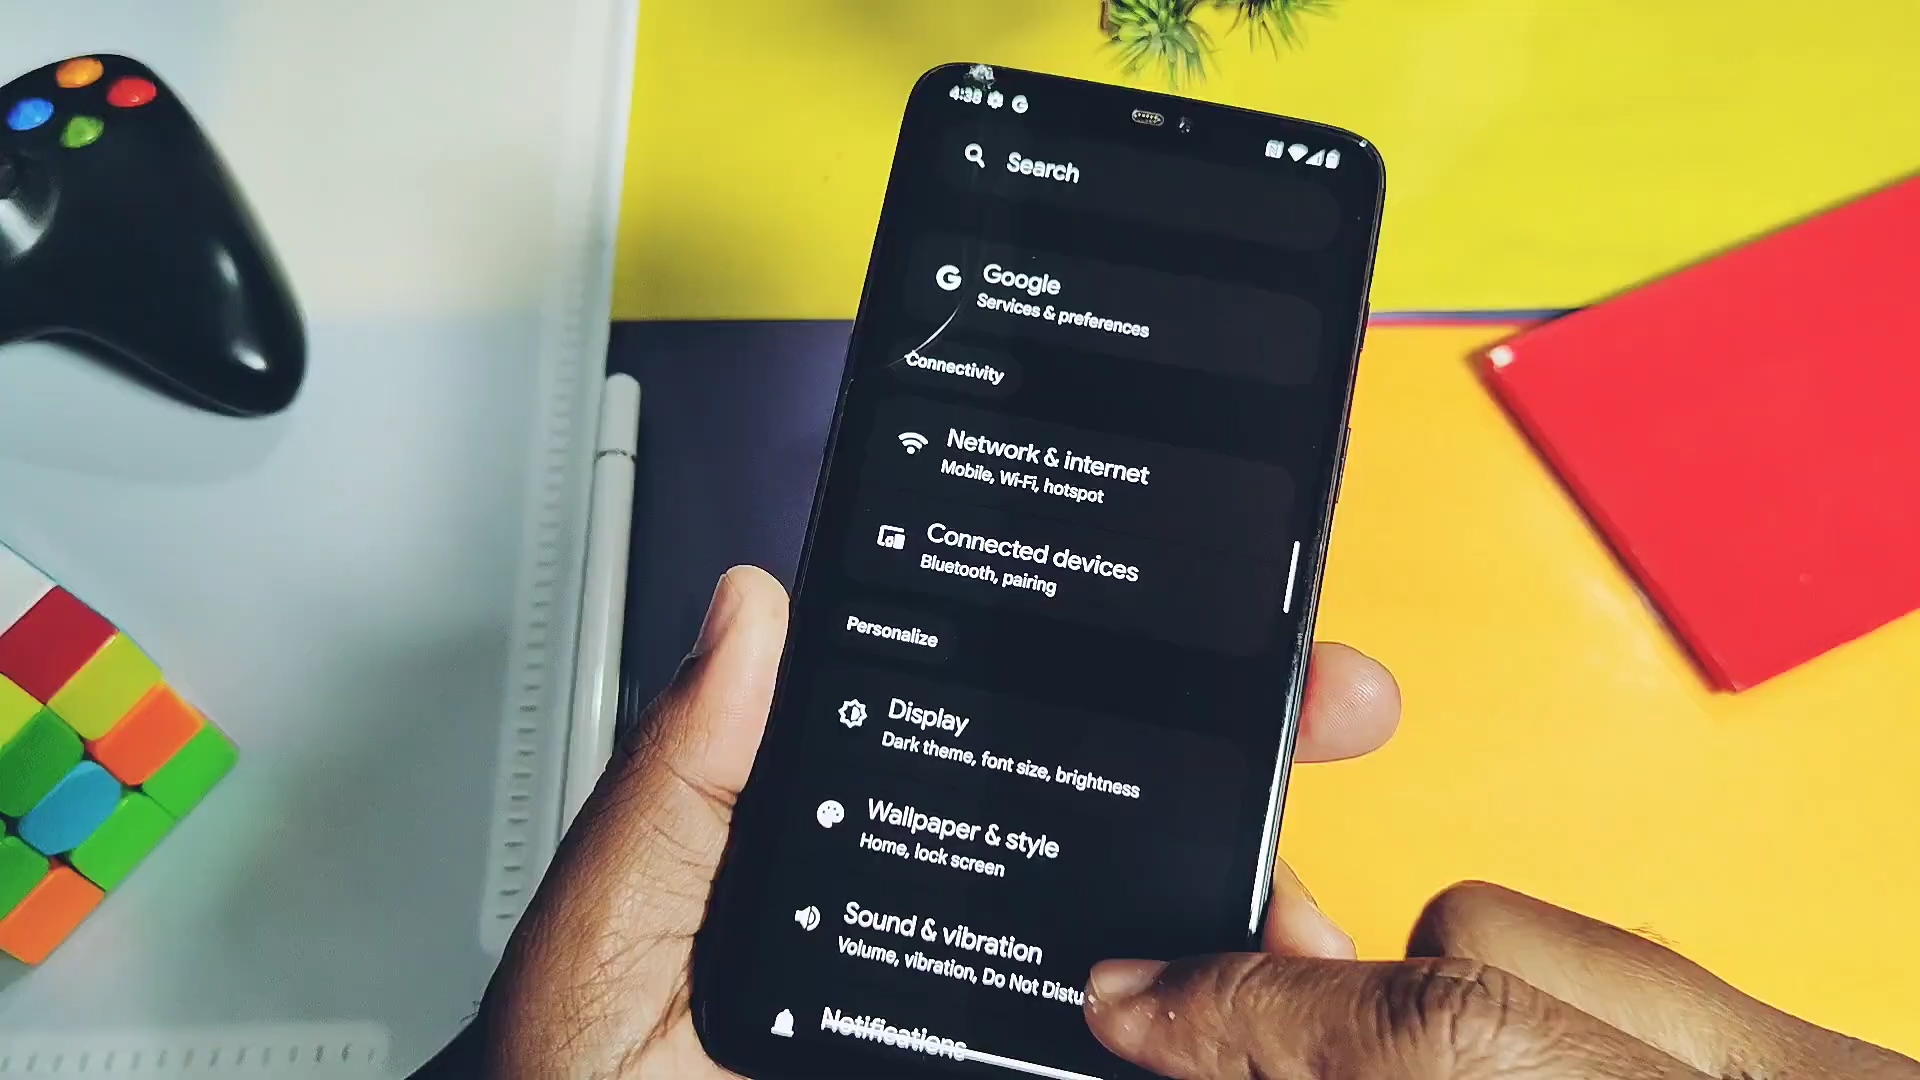 4:38
Search
Google
Services & preferences
Connectivity
Network & internet
Mobile, Wi-Fi, hotspot
Connected devices
Bluetooth, pairing
Personalize
Display
Dark theme, font size, brightness
Wallpaper & style
Home, lock screen
Sound & vibration
Volume, vibration, Do Not Distu
Notifications